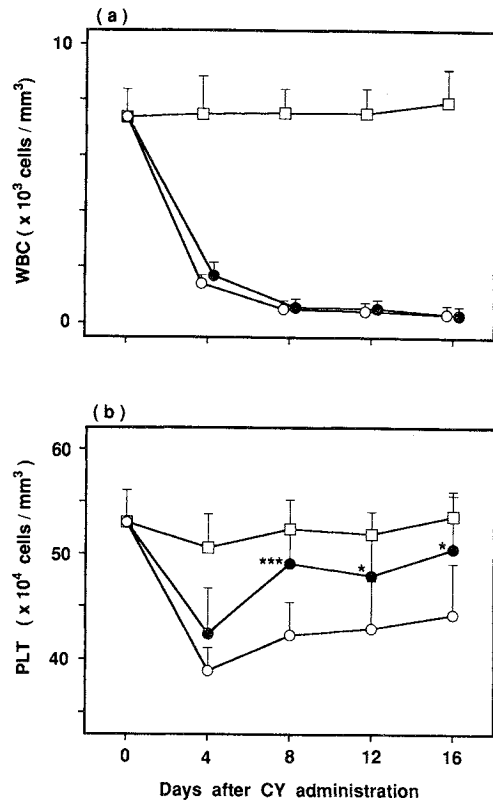 (a)
10
WBC ( x 10³ cells / mm³)
0
(b)
60
PLT ( x 10⁴ cells / mm³)
50
***
*
*
40
0 4 8 12 16
Days after CY administration